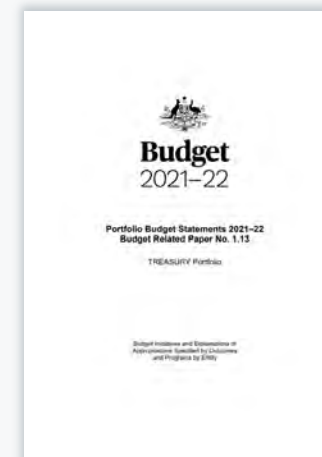 Budget
2021–22
Portfolio Budget Statements 2021–22
Budget Related Paper No. 1.13
TREASURY Portfolio
Budget Initiatives and Explanations of
Appropriations Specified by Outcomes
and Programs by Entity